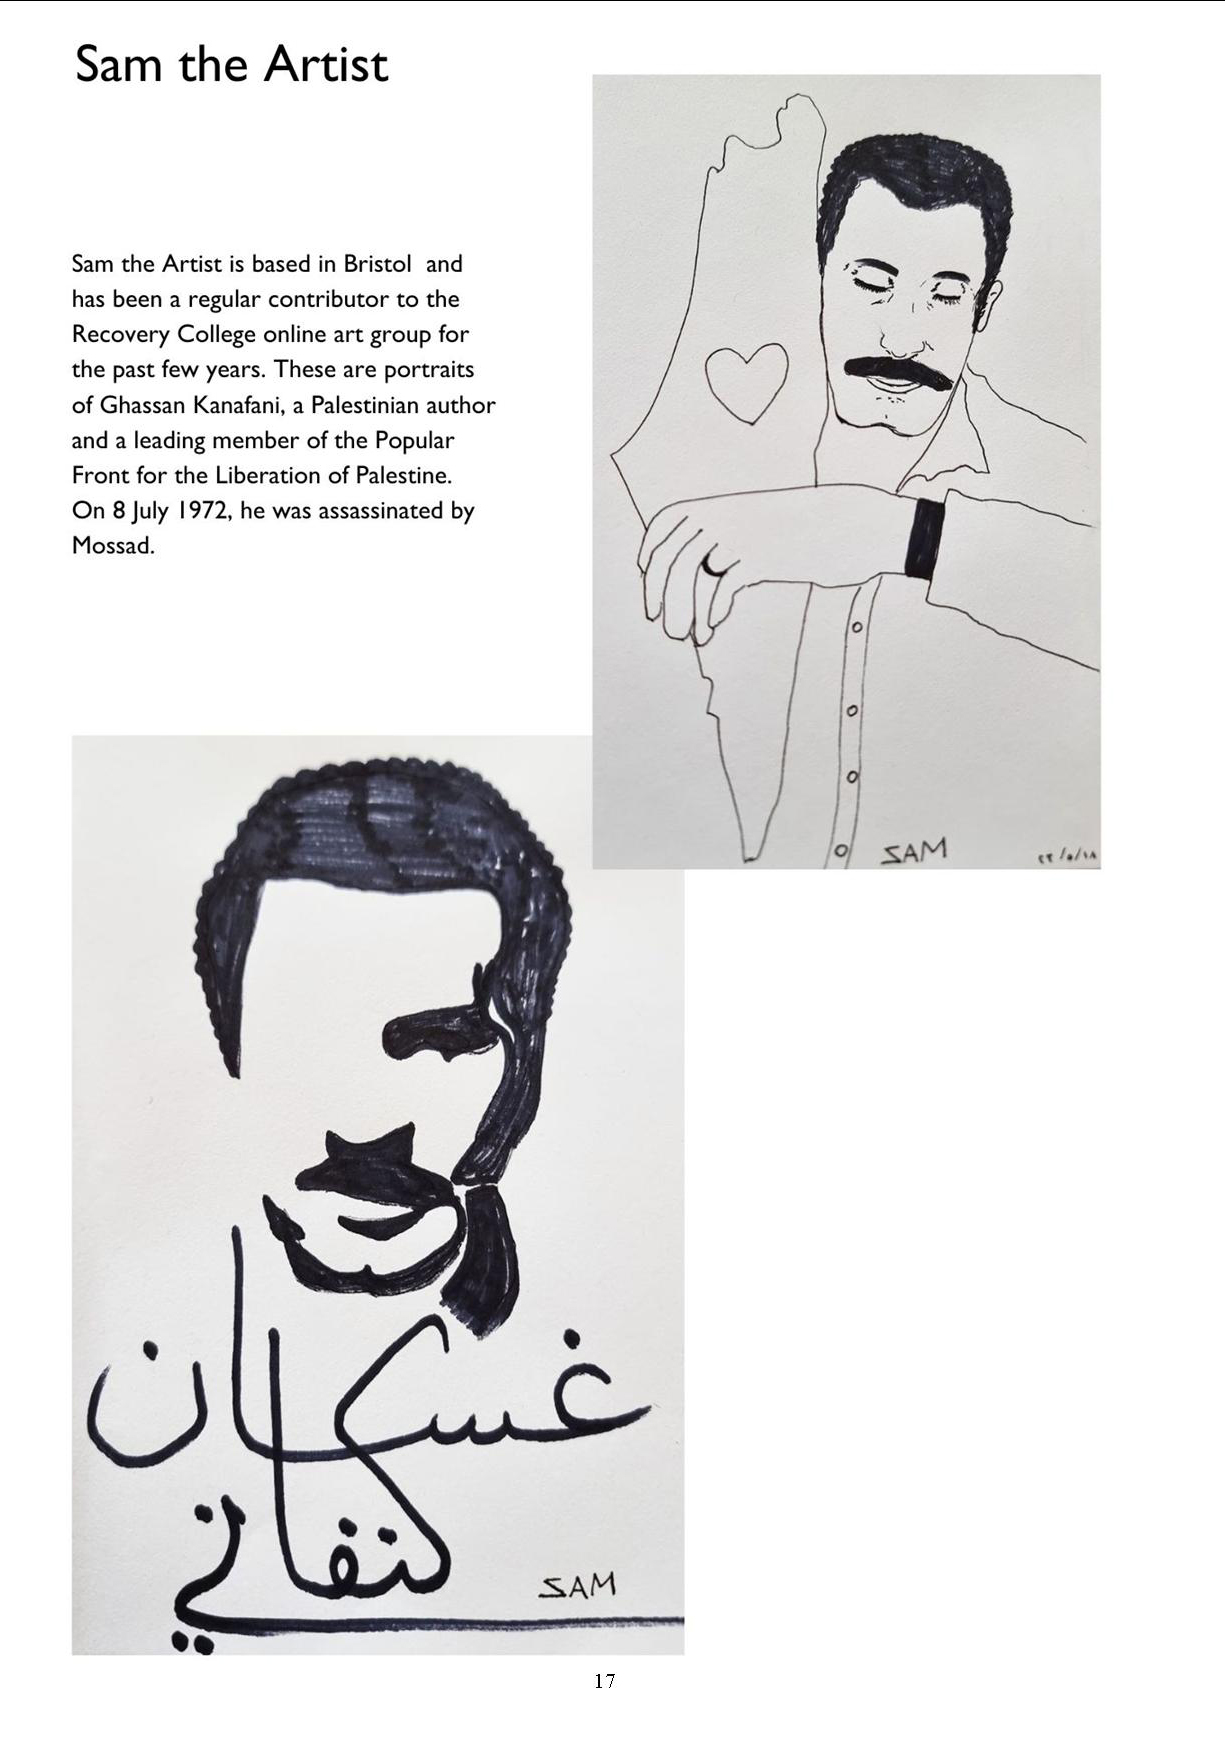 Sam the Artist
Sam the Artist is based in Bristol and
has been a regular contributor to the
Recovery College online art group for
the past few years. These are portraits
of Ghassan Kanafani, a Palestinian author
and a leading member of the Popular
Front for the Liberation of Palestine.
On 8 July 1972, he was assassinated by
Mossad.
SAM
غسان
كنفاني
SAM
17